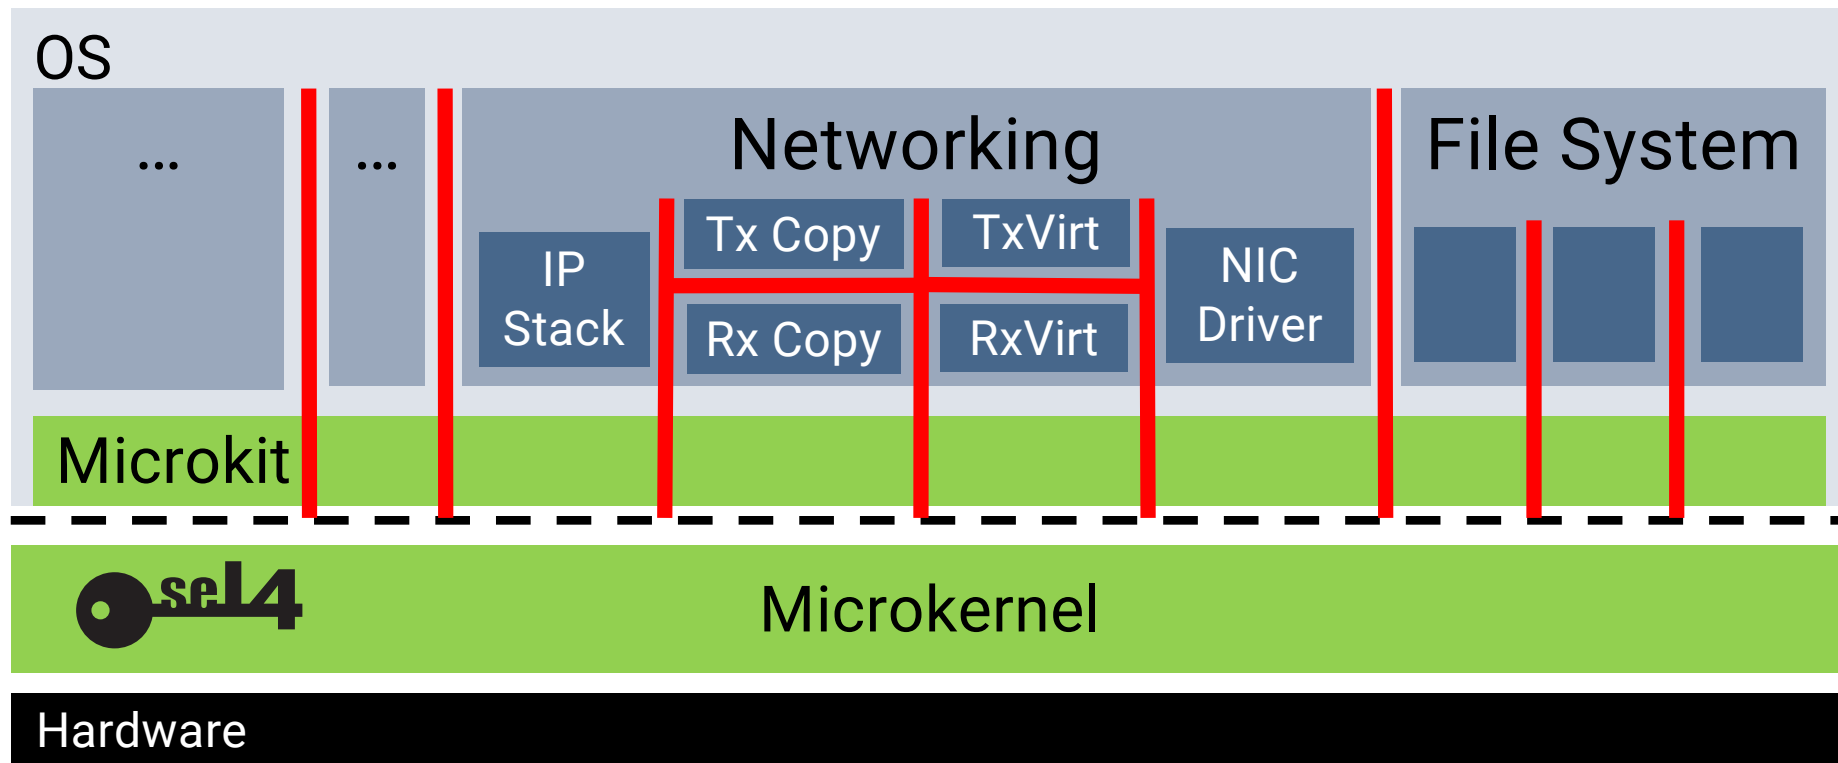 OS
...
...
Networking
File System
IP
Stack
Tx Copy
TxVirt
Rx Copy
RxVirt
NIC
Driver
Microkit
seL4
Microkernel
Hardware